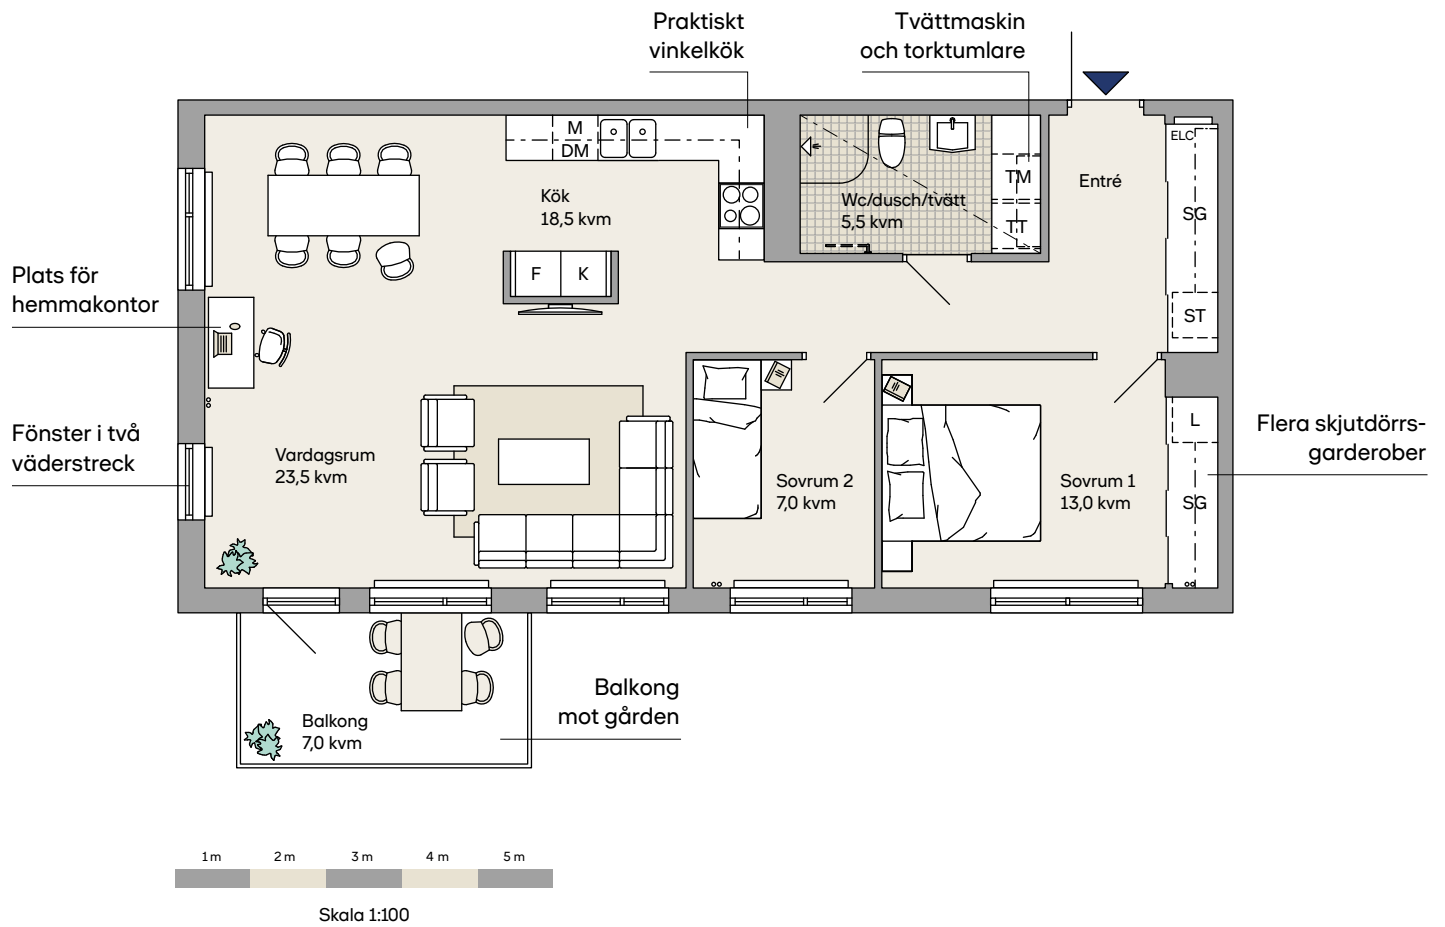 Praktiskt
vinkelkök
Tvättmaskin
och torktumlare
M
DM
ELC
TM
Entré
Kök
18,5 kvm
Wc/dusch/tvätt
5,5 kvm
SG
TT
F
K
Plats för
hemmakontor
ST
Fönster i två
väderstreck
L
Flera skjutdörrs-
garderober
Vardagsrum
23,5 kvm
Sovrum 2
7,0 kvm
Sovrum 1
13,0 kvm
SG
Balkong
mot gården
Balkong
7,0 kvm
1 m
2 m
3 m
4 m
5 m
Skala 1:100